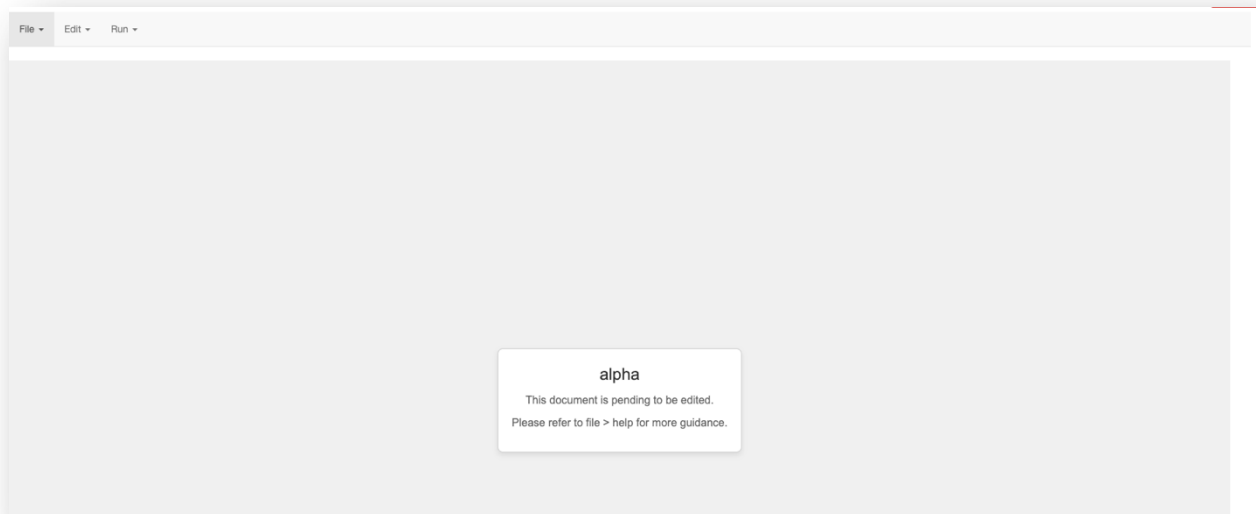 File Edit Run
alpha
This document is pending to be edited.
Please refer to file > help for more guidance.